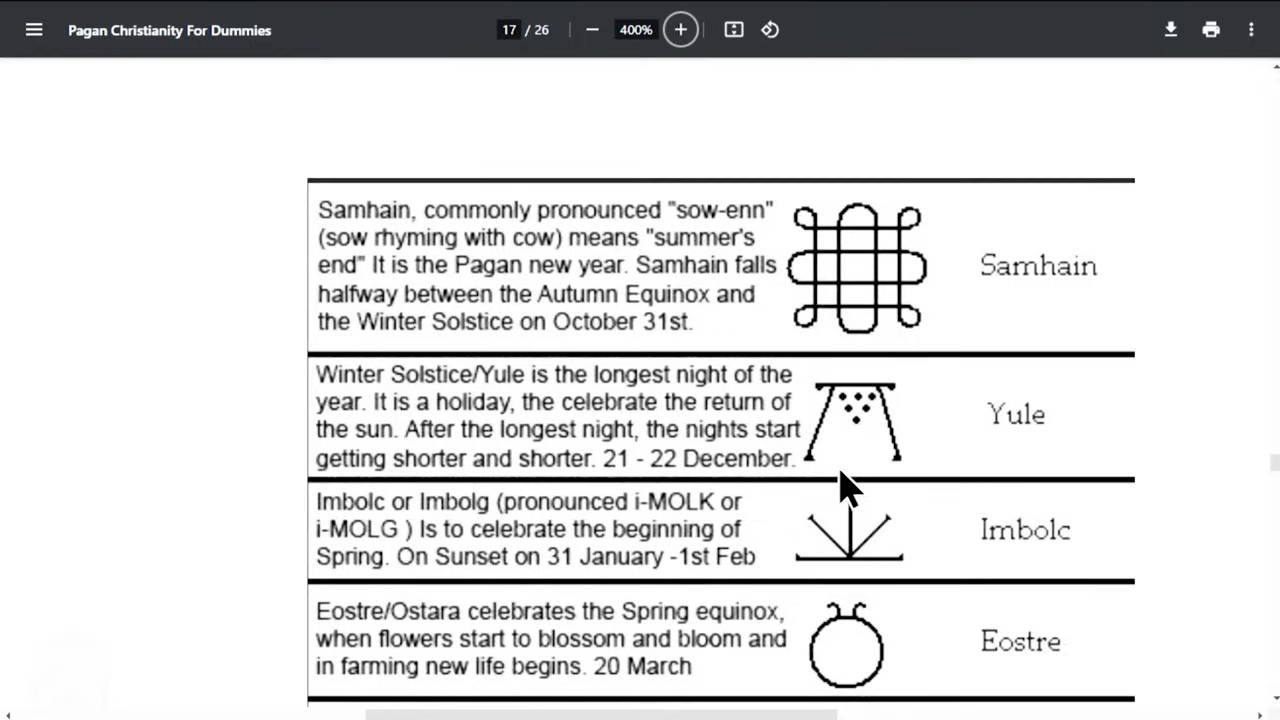 Pagan Christianity For Dummies 17 / 26 400%
Samhain, commonly pronounced "sow-enn"
(sow rhyming with cow) means "summer's
end" It is the Pagan new year. Samhain falls
halfway between the Autumn Equinox and
the Winter Solstice on October 31st.
Samhain
Winter Solstice/Yule is the longest night of the
year. It is a holiday, the celebrate the return of
the sun. After the longest night, the nights start
getting shorter and shorter. 21 - 22 December.
Yule
Imbolc or Imbolg (pronounced i-MOLK or
i-MOLG ) Is to celebrate the beginning of
Spring. On Sunset on 31 January -1st Feb
Imbolc
Eostre/Ostara celebrates the Spring equinox,
when flowers start to blossom and bloom and
in farming new life begins. 20 March
Eostre